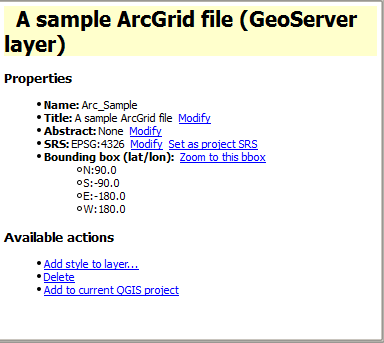 A sample ArcGrid file (GeoServer
layer)
Properties
Name: Arc_Sample
Title: A sample ArcGrid file Modify
Abstract: None Modify
SRS: EPSG:4326 Modify Set as project SRS
Bounding box (lat/lon): Zoom to this bbox
N:90.0
S:-90.0
E:-180.0
W:180.0
Available actions
Add style to layer...
Delete
Add to current QGIS project